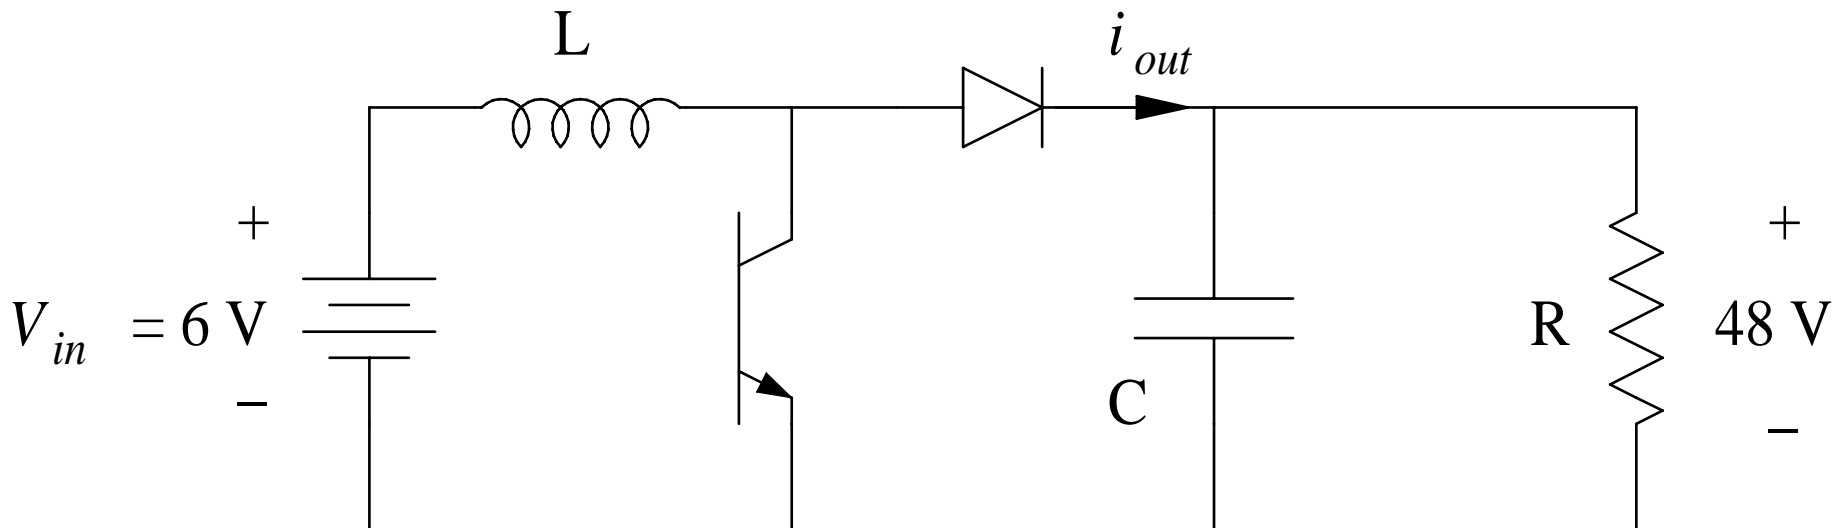 L
i out
+
+
V in = 6 V
R
48 V
C
−
−